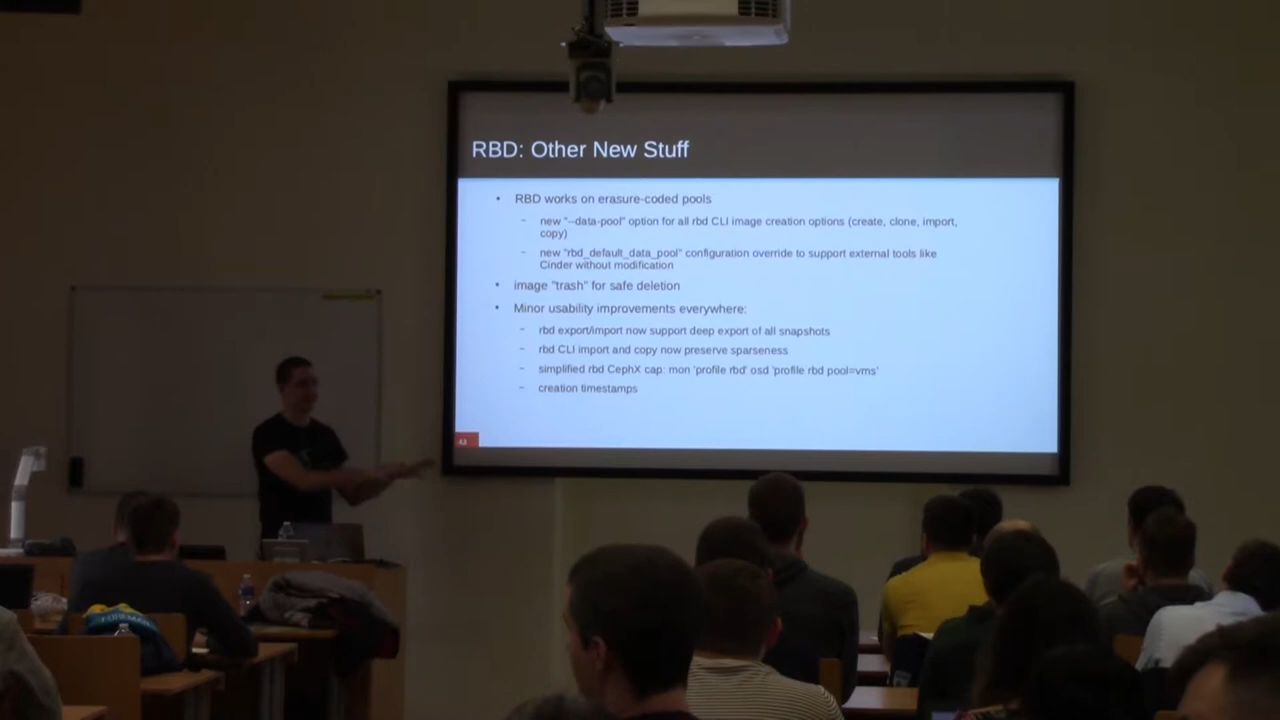 RBD: Other New Stuff
• RBD works on erasure-coded pools
– new "--data-pool" option for all rbd CLI image creation options (create, clone, import,
copy)
– new "rbd_default_data_pool" configuration override to support external tools like
Cinder without modification
• image "trash" for safe deletion
• Minor usability improvements everywhere:
– rbd export/import now support deep export of all snapshots
– rbd CLI import and copy now preserve sparseness
– simplified rbd CephX cap: mon 'profile rbd' osd 'profile rbd pool=vms'
– creation timestamps
43